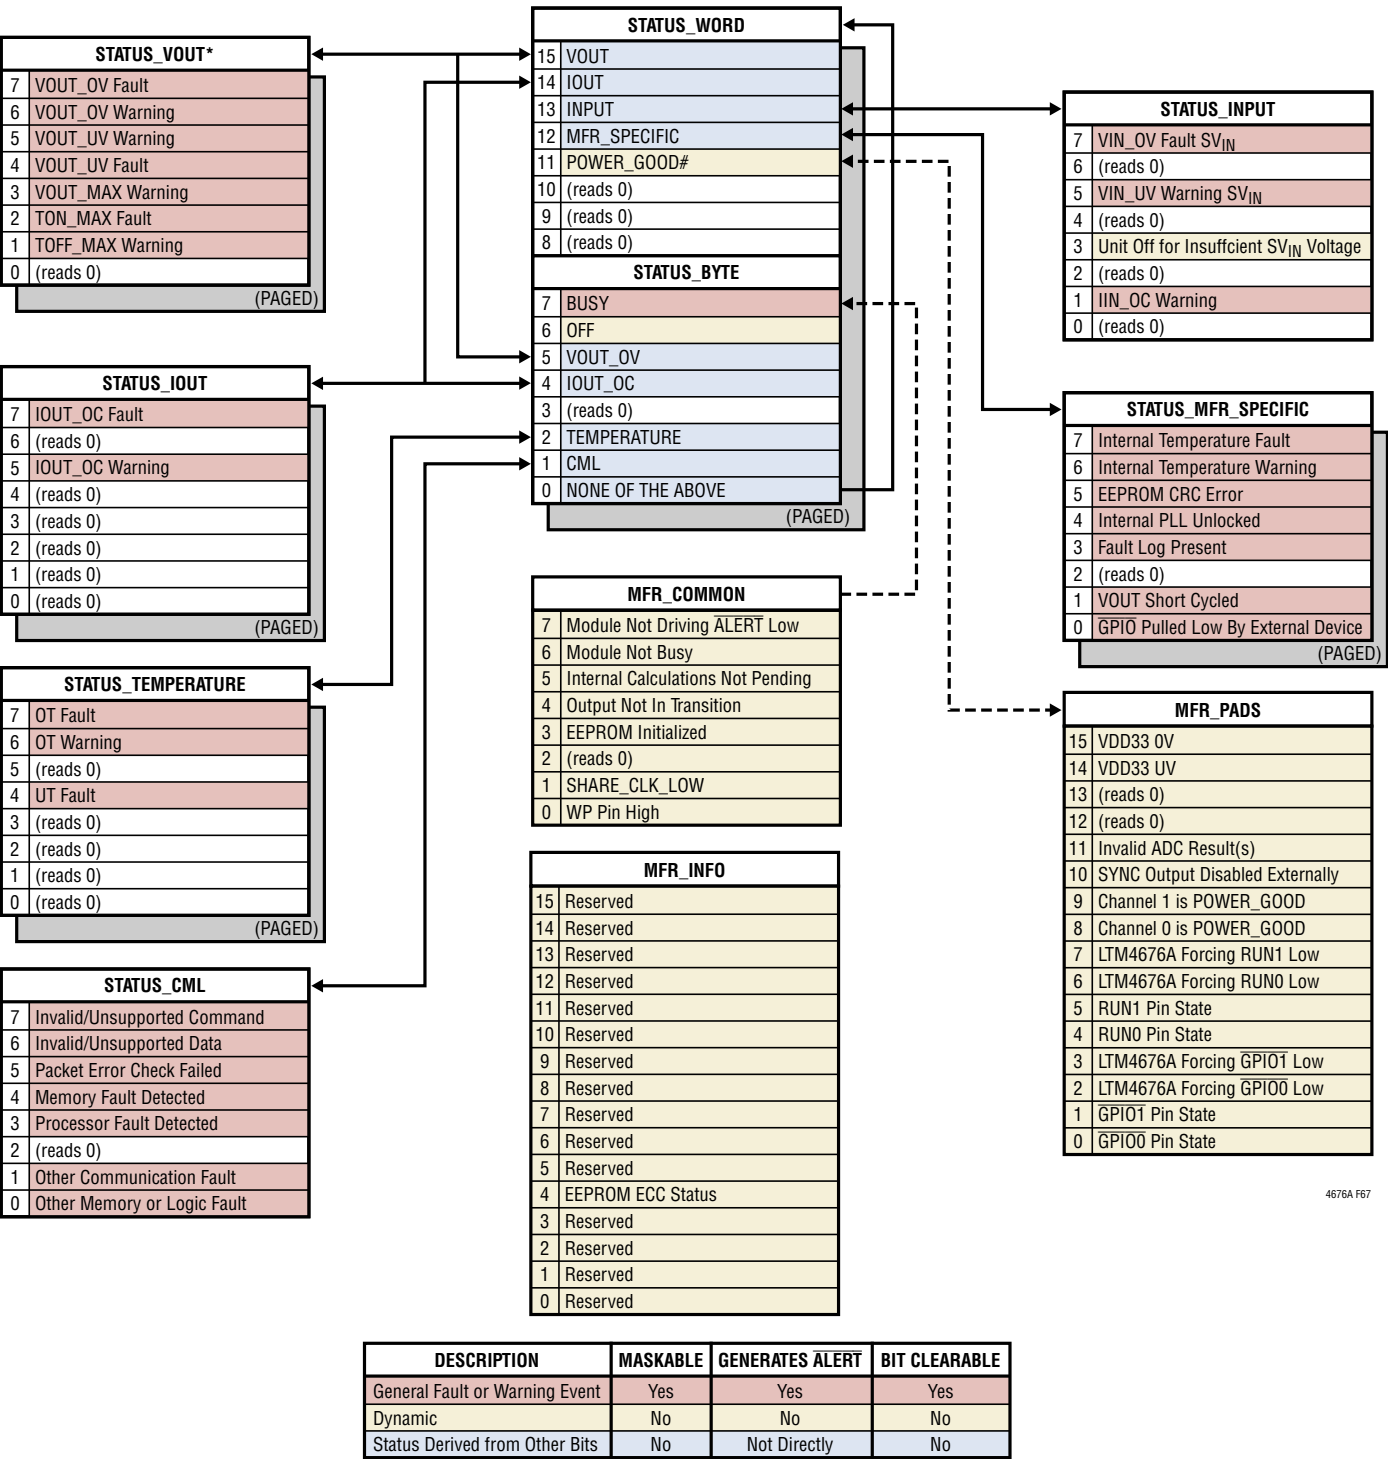 STATUS_VOUT*
7 VOUT_OV Fault
6 VOUT_OV Warning
5 VOUT_UV Warning
4 VOUT_UV Fault
3 VOUT_MAX Warning
2 TON_MAX Fault
1 TOFF_MAX Warning
0 (reads 0)
(PAGED)
STATUS_IOUT
7 IOUT_OC Fault
6 (reads 0)
5 IOUT_OC Warning
4 (reads 0)
3 (reads 0)
2 (reads 0)
1 (reads 0)
0 (reads 0)
(PAGED)
STATUS_TEMPERATURE
7 OT Fault
6 OT Warning
5 (reads 0)
4 UT Fault
3 (reads 0)
2 (reads 0)
1 (reads 0)
0 (reads 0)
(PAGED)
STATUS_CML
7 Invalid/Unsupported Command
6 Invalid/Unsupported Data
5 Packet Error Check Failed
4 Memory Fault Detected
3 Processor Fault Detected
2 (reads 0)
1 Other Communication Fault
0 Other Memory or Logic Fault
STATUS_WORD
15 VOUT
14 IOUT
13 INPUT
12 MFR_SPECIFIC
11 POWER_GOOD#
10 (reads 0)
9 (reads 0)
8 (reads 0)
STATUS_BYTE
7 BUSY
6 OFF
5 VOUT_OV
4 IOUT_OC
3 (reads 0)
2 TEMPERATURE
1 CML
0 NONE OF THE ABOVE
(PAGED)
MFR_COMMON
7 Module Not Driving ALERT Low
6 Module Not Busy
5 Internal Calculations Not Pending
4 Output Not In Transition
3 EEPROM Initialized
2 (reads 0)
1 SHARE_CLK_LOW
0 WP Pin High
MFR_INFO
15 Reserved
14 Reserved
13 Reserved
12 Reserved
11 Reserved
10 Reserved
9 Reserved
8 Reserved
7 Reserved
6 Reserved
5 Reserved
4 EEPROM ECC Status
3 Reserved
2 Reserved
1 Reserved
0 Reserved
STATUS_INPUT
7 VIN_OV Fault SVIN
6 (reads 0)
5 VIN_UV Warning SVIN
4 (reads 0)
3 Unit Off for Insuffcient SVIN Voltage
2 (reads 0)
1 IIN_OC Warning
0 (reads 0)
STATUS_MFR_SPECIFIC
7 Internal Temperature Fault
6 Internal Temperature Warning
5 EEPROM CRC Error
4 Internal PLL Unlocked
3 Fault Log Present
2 (reads 0)
1 VOUT Short Cycled
0 GPIO Pulled Low By External Device
(PAGED)
MFR_PADS
15 VDD33 OV
14 VDD33 UV
13 (reads 0)
12 (reads 0)
11 Invalid ADC Result(s)
10 SYNC Output Disabled Externally
9 Channel 1 is POWER_GOOD
8 Channel 0 is POWER_GOOD
7 LTM4676A Forcing RUN1 Low
6 LTM4676A Forcing RUN0 Low
5 RUN1 Pin State
4 RUN0 Pin State
3 LTM4676A Forcing GPIO1 Low
2 LTM4676A Forcing GPIO0 Low
1 GPIO1 Pin State
0 GPIO0 Pin State
4676A F67
DESCRIPTION MASKABLE GENERATES ALERT BIT CLEARABLE
General Fault or Warning Event Yes Yes Yes
Dynamic No No No
Status Derived from Other Bits No Not Directly No